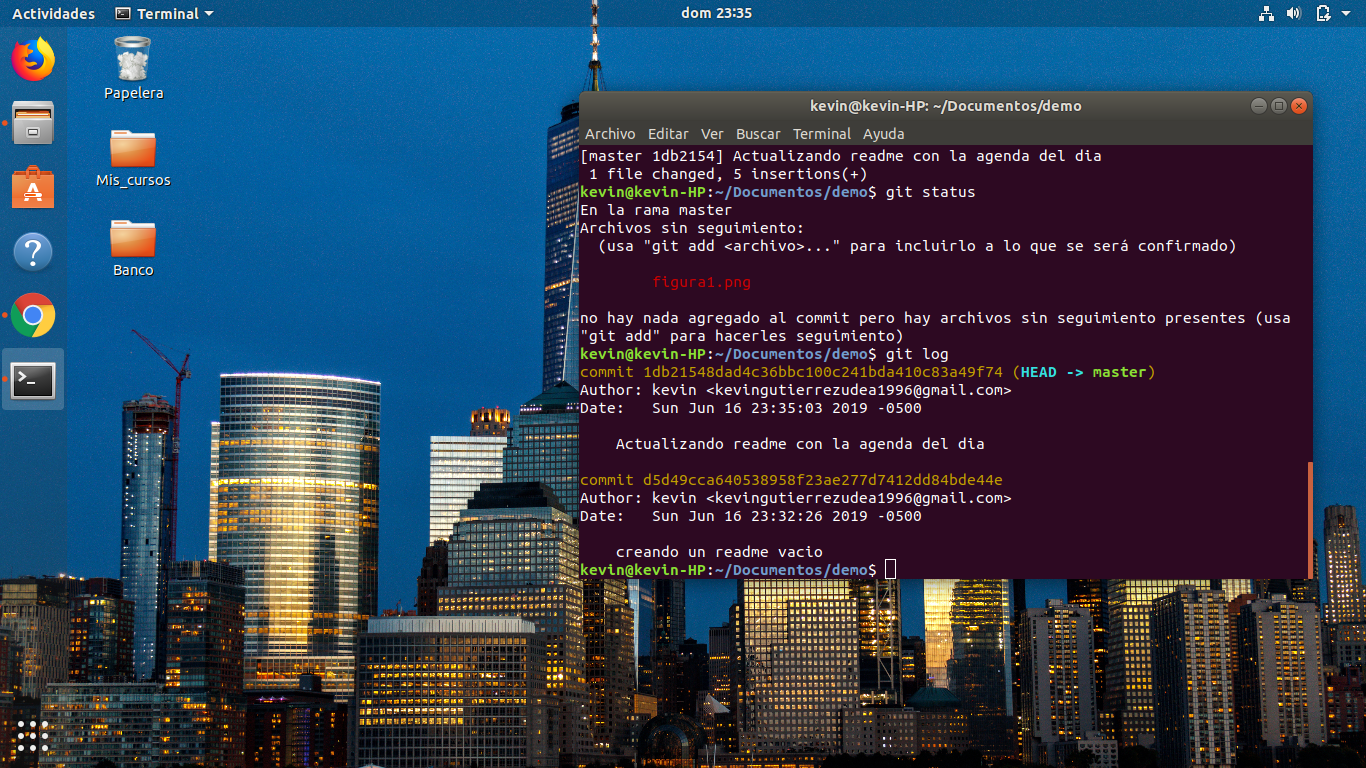 Actividades
Terminal
dom 23:35
Papelera
Mis_cursos
Banco
kevin@kevin-HP: ~/Documentos/demo
Archivo Editar Ver Buscar Terminal Ayuda
[master 1db2154] Actualizando readme con la agenda del dia
1 file changed, 5 insertions(+)
kevin@kevin-HP:~/Documentos/demo$ git status
En la rama master
Archivos sin seguimiento:
(usa "git add <archivo>..." para incluirlo a lo que se será confirmado)
figura1.png
no hay nada agregado al commit pero hay archivos sin seguimiento presentes (usa
"git add" para hacerles seguimiento)
kevin@kevin-HP:~/Documentos/demo$ git log
commit 1db21548dad4c36bbc100c241bda410c83a49f74 (HEAD -> master)
Author: kevin <kevingutierrezudea1996@gmail.com>
Date: Sun Jun 16 23:35:03 2019 -0500
Actualizando readme con la agenda del dia
commit d5d49cca640538958f23ae277d7412dd84bde44e
Author: kevin <kevingutierrezudea1996@gmail.com>
Date: Sun Jun 16 23:32:26 2019 -0500
creando un readme vacio
kevin@kevin-HP:~/Documentos/demo$